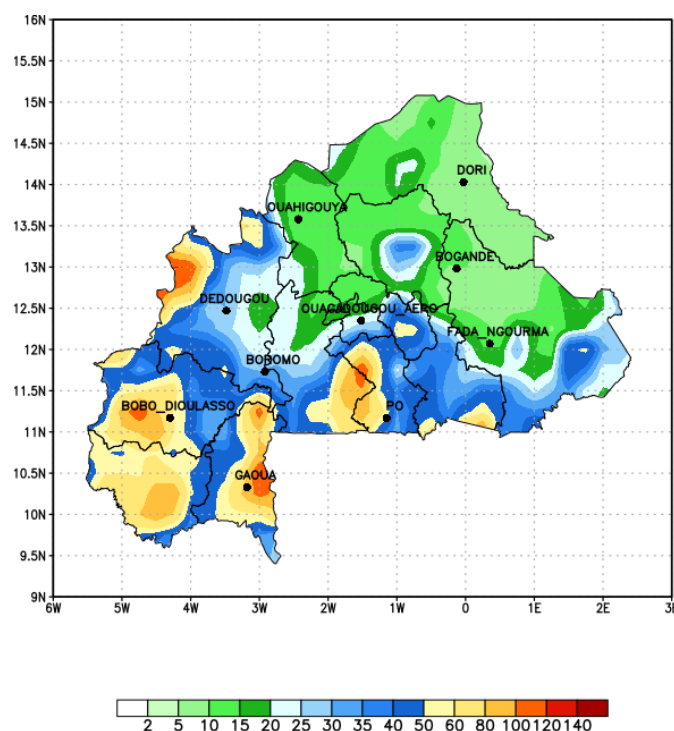 16N
15.5N
15N
14.5N
14N
13.5N
13N
12.5N
12N
11.5N
11N
10.5N
10N
9.5N
9N
DORI
OUAHIGOUYA
BOGANDE
DEDOUGOU
OUAGADOUGOU_AERO
FADA_NGOURMA
BOROMO
BOBO_DIOULASSO
PO
GAOUA
6W 5W 4W 3W 2W 1W 0 1E 2E 3E
2 5 10 15 20 25 30 35 40 50 60 80 100 120 140